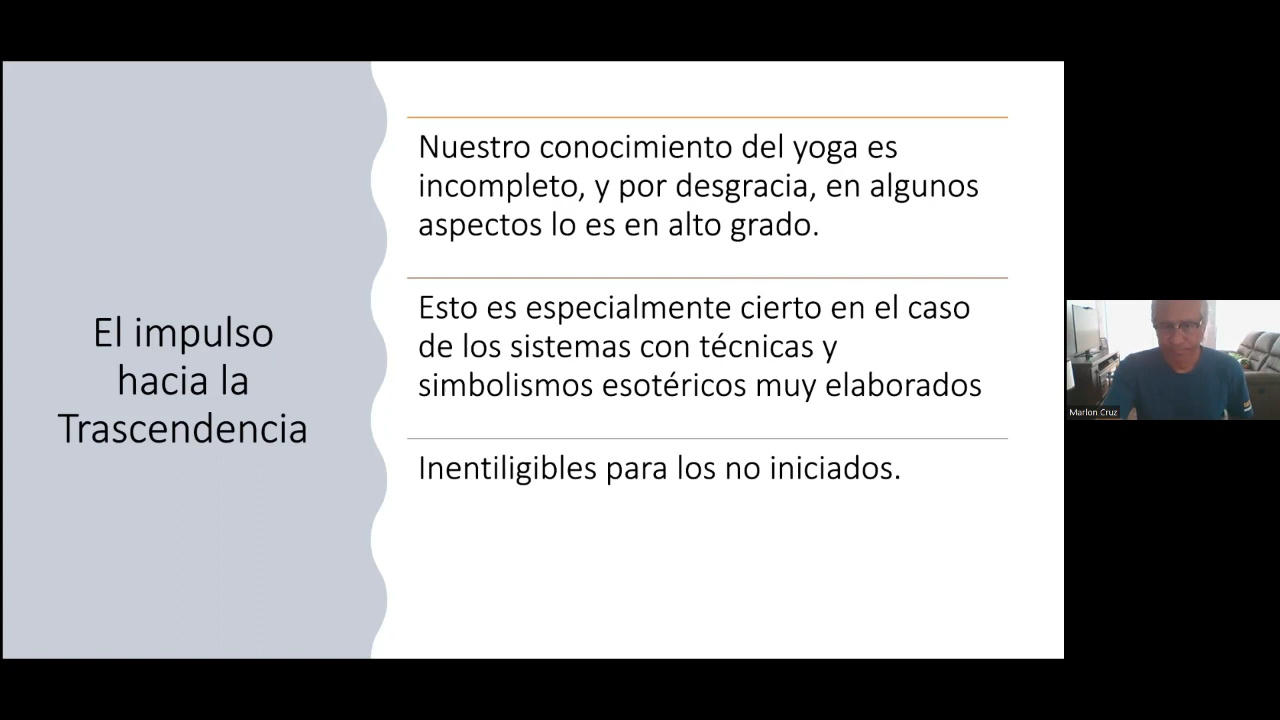 El impulso
hacia la
Trascendencia
Nuestro conocimiento del yoga es
incompleto, y por desgracia, en algunos
aspectos lo es en alto grado.
Esto es especialmente cierto en el caso
de los sistemas con técnicas y
simbolismos esotéricos muy elaborados
Inentiligibles para los no iniciados.
Marlon Cruz